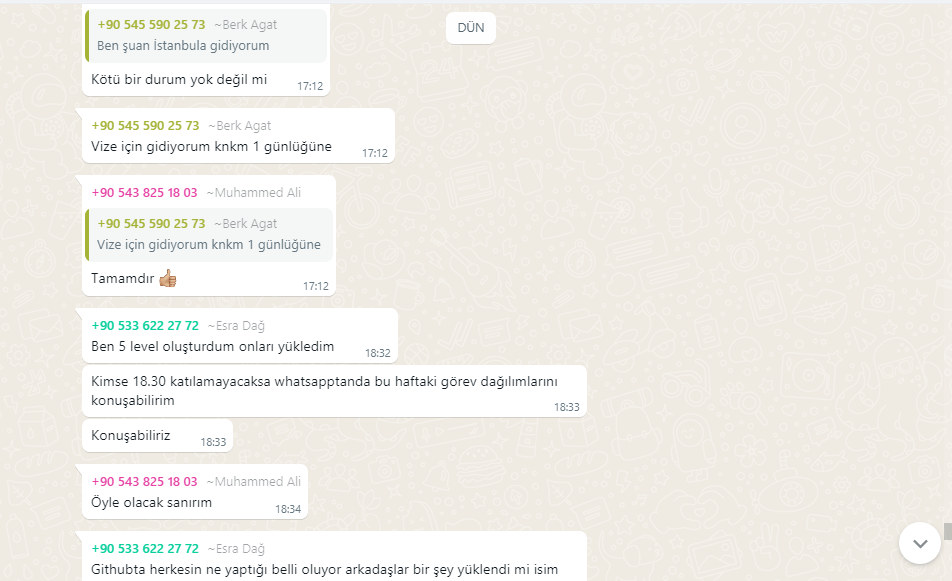 DÜN
+90 545 590 25 73 ~Berk Agat
Ben şuan İstanbula gidiyorum
Kötü bir durum yok değil mi
17:12
+90 545 590 25 73 ~Berk Agat
Vize için gidiyorum knkm 1 günlüğüne
17:12
+90 543 825 18 03 ~Muhammed Ali
+90 545 590 25 73 ~Berk Agat
Vize için gidiyorum knkm 1 günlüğüne
Tamamdır 👍🏼
17:12
+90 533 622 27 72 ~Esra Dağ
Ben 5 level oluşturdum onları yükledim
18:32
Kimse 18.30 katılamayacaksa whatsapptanda bu haftaki görev dağılımlarını
konuşabilirim
18:33
Konuşabiliriz
18:33
+90 543 825 18 03 ~Muhammed Ali
Öyle olacak sanırım
18:34
+90 533 622 27 72 ~Esra Dağ
Githubta herkesin ne yaptığı belli oluyor arkadaşlar bir şey yüklendi mi isim